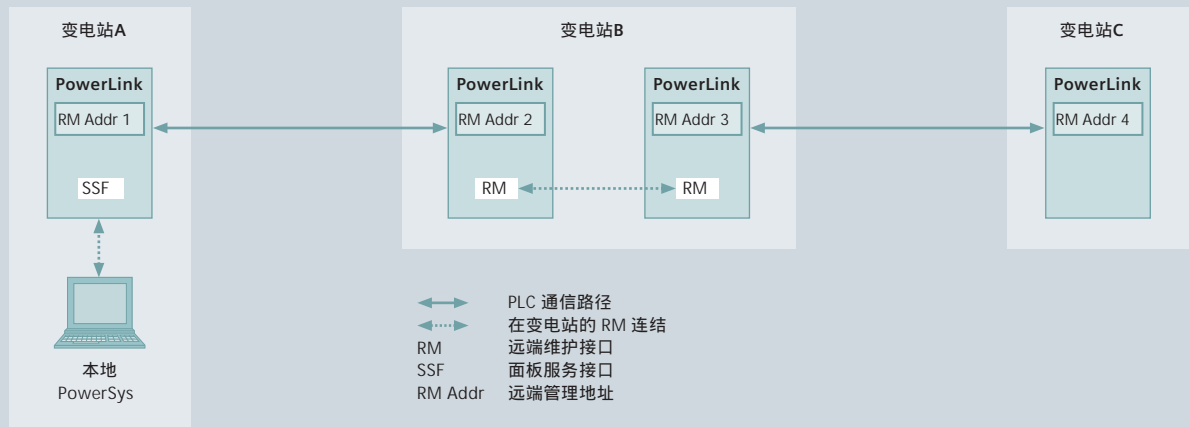 变电站A
变电站B
变电站C
PowerLink
PowerLink
PowerLink
PowerLink
RM Addr 1
RM Addr 2
RM Addr 3
RM Addr 4
SSF
RM
RM
PLC 通信路径
在变电站的 RM 连结
RM 远端维护接口
SSF 面板服务接口
RM Addr 远端管理地址
本地
PowerSys